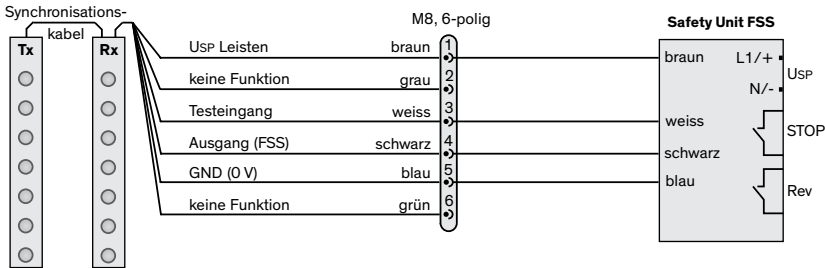 Synchronisations-
kabel
Tx
Rx
M8, 6-polig
Safety Unit FSS
USP Leisten braun 1 braun L1/+
keine Funktion grau 2 N/- USP
Testeingang weiss 3 weiss STOP
Ausgang (FSS) schwarz 4 schwarz
GND (0 V) blau 5 blau Rev
keine Funktion grün 6